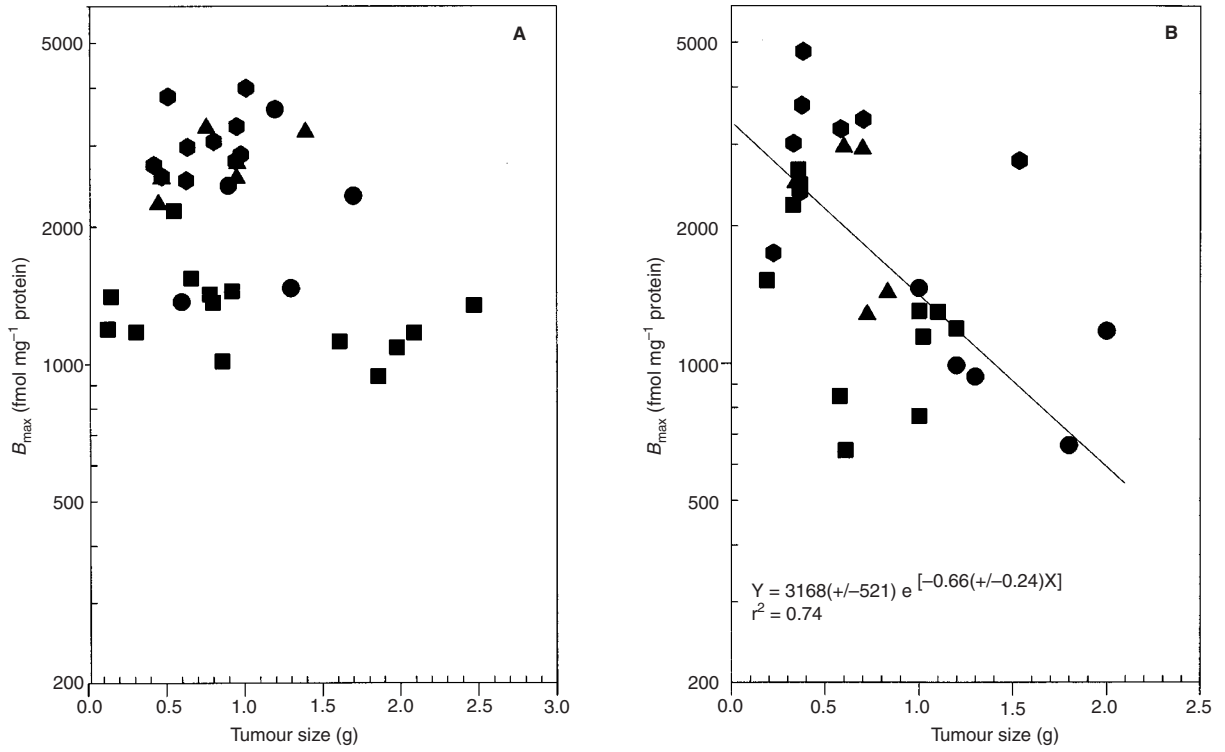 A
5000
2000
1000
500
200
B_max (fmol mg⁻¹ protein)
0.0 0.5 1.0 1.5 2.0 2.5 3.0
Tumour size (g)
B
5000
2000
1000
500
200
B_max (fmol mg⁻¹ protein)
Y = 3168(+/−521) e [−0.66(+/−0.24)X]
r² = 0.74
0.0 0.5 1.0 1.5 2.0 2.5
Tumour size (g)